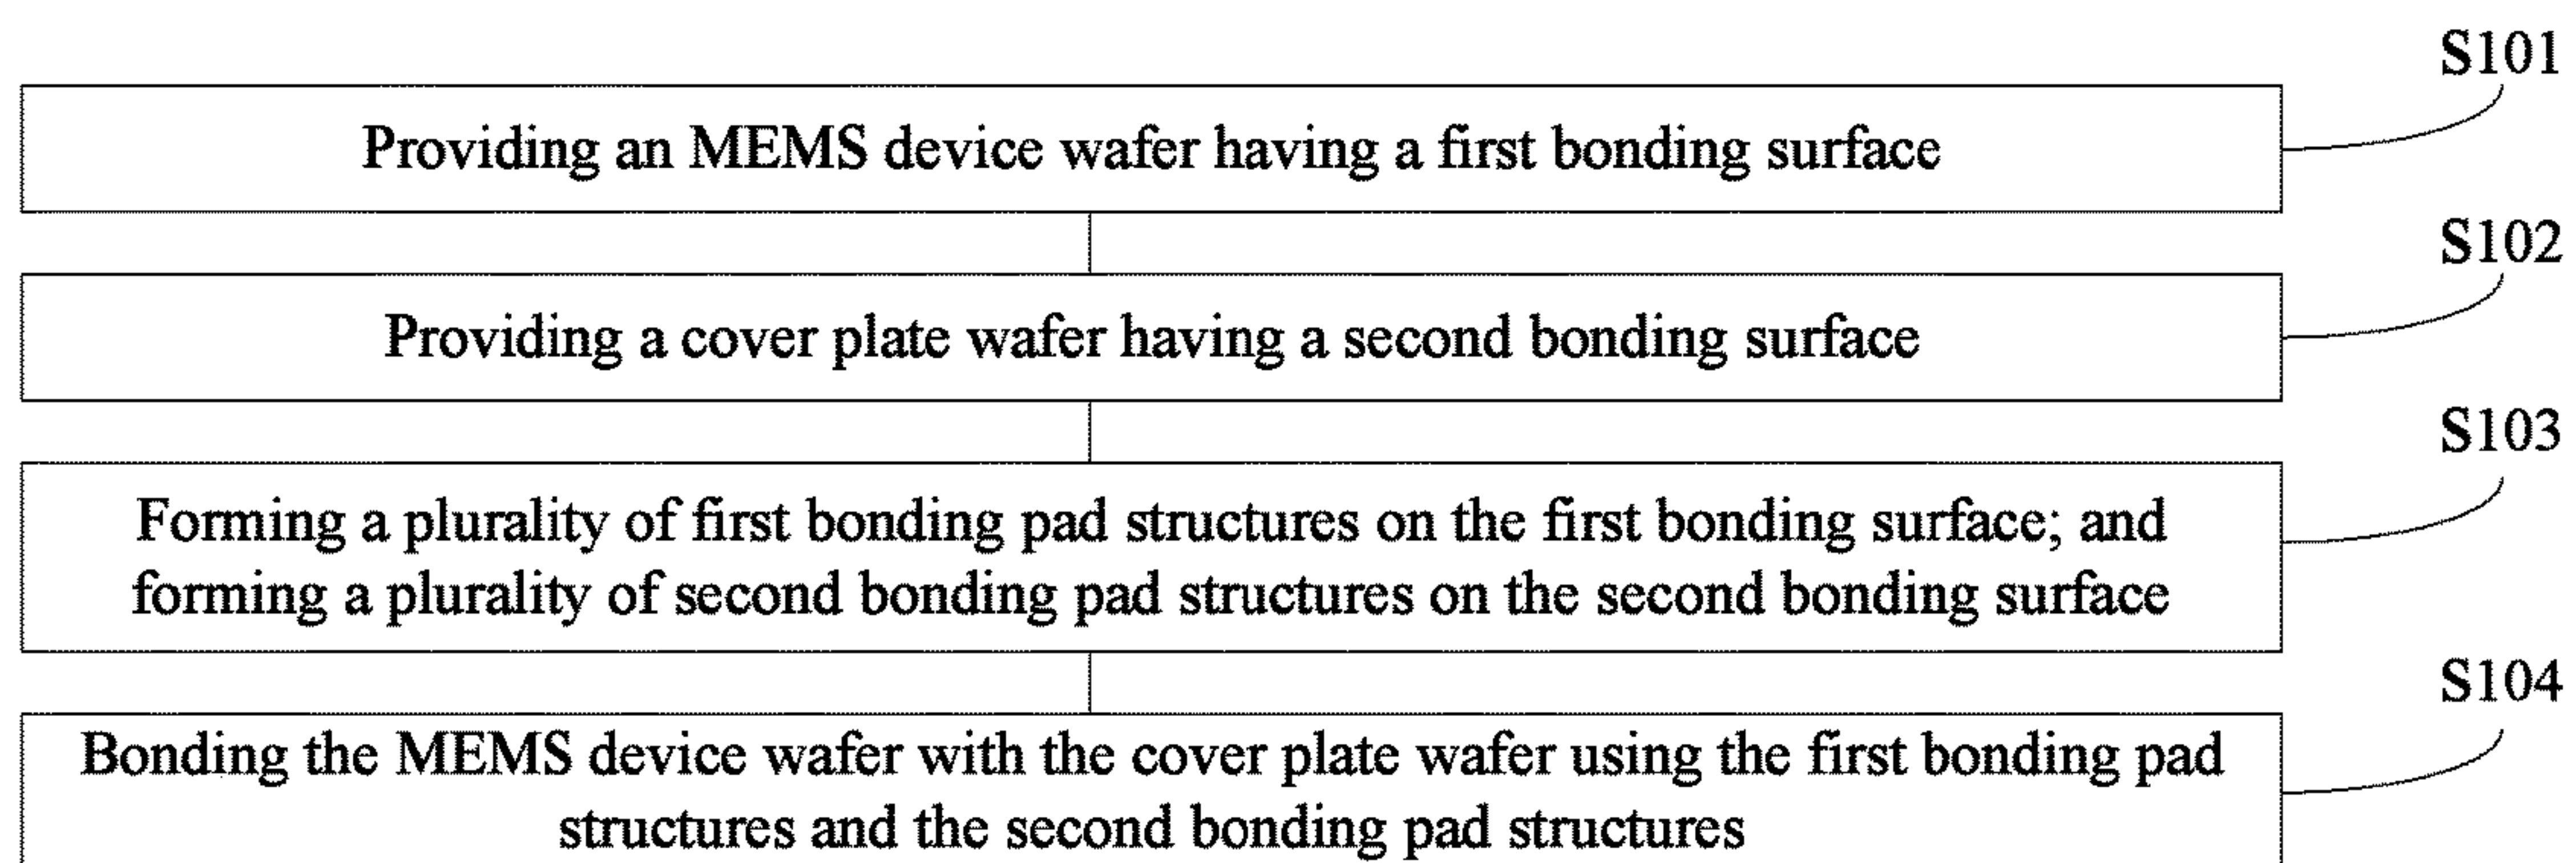 S101
Providing an MEMS device wafer having a first bonding surface
S102
Providing a cover plate wafer having a second bonding surface
S103
Forming a plurality of first bonding pad structures on the first bonding surface; and
forming a plurality of second bonding pad structures on the second bonding surface
S104
Bonding the MEMS device wafer with the cover plate wafer using the first bonding pad
structures and the second bonding pad structures